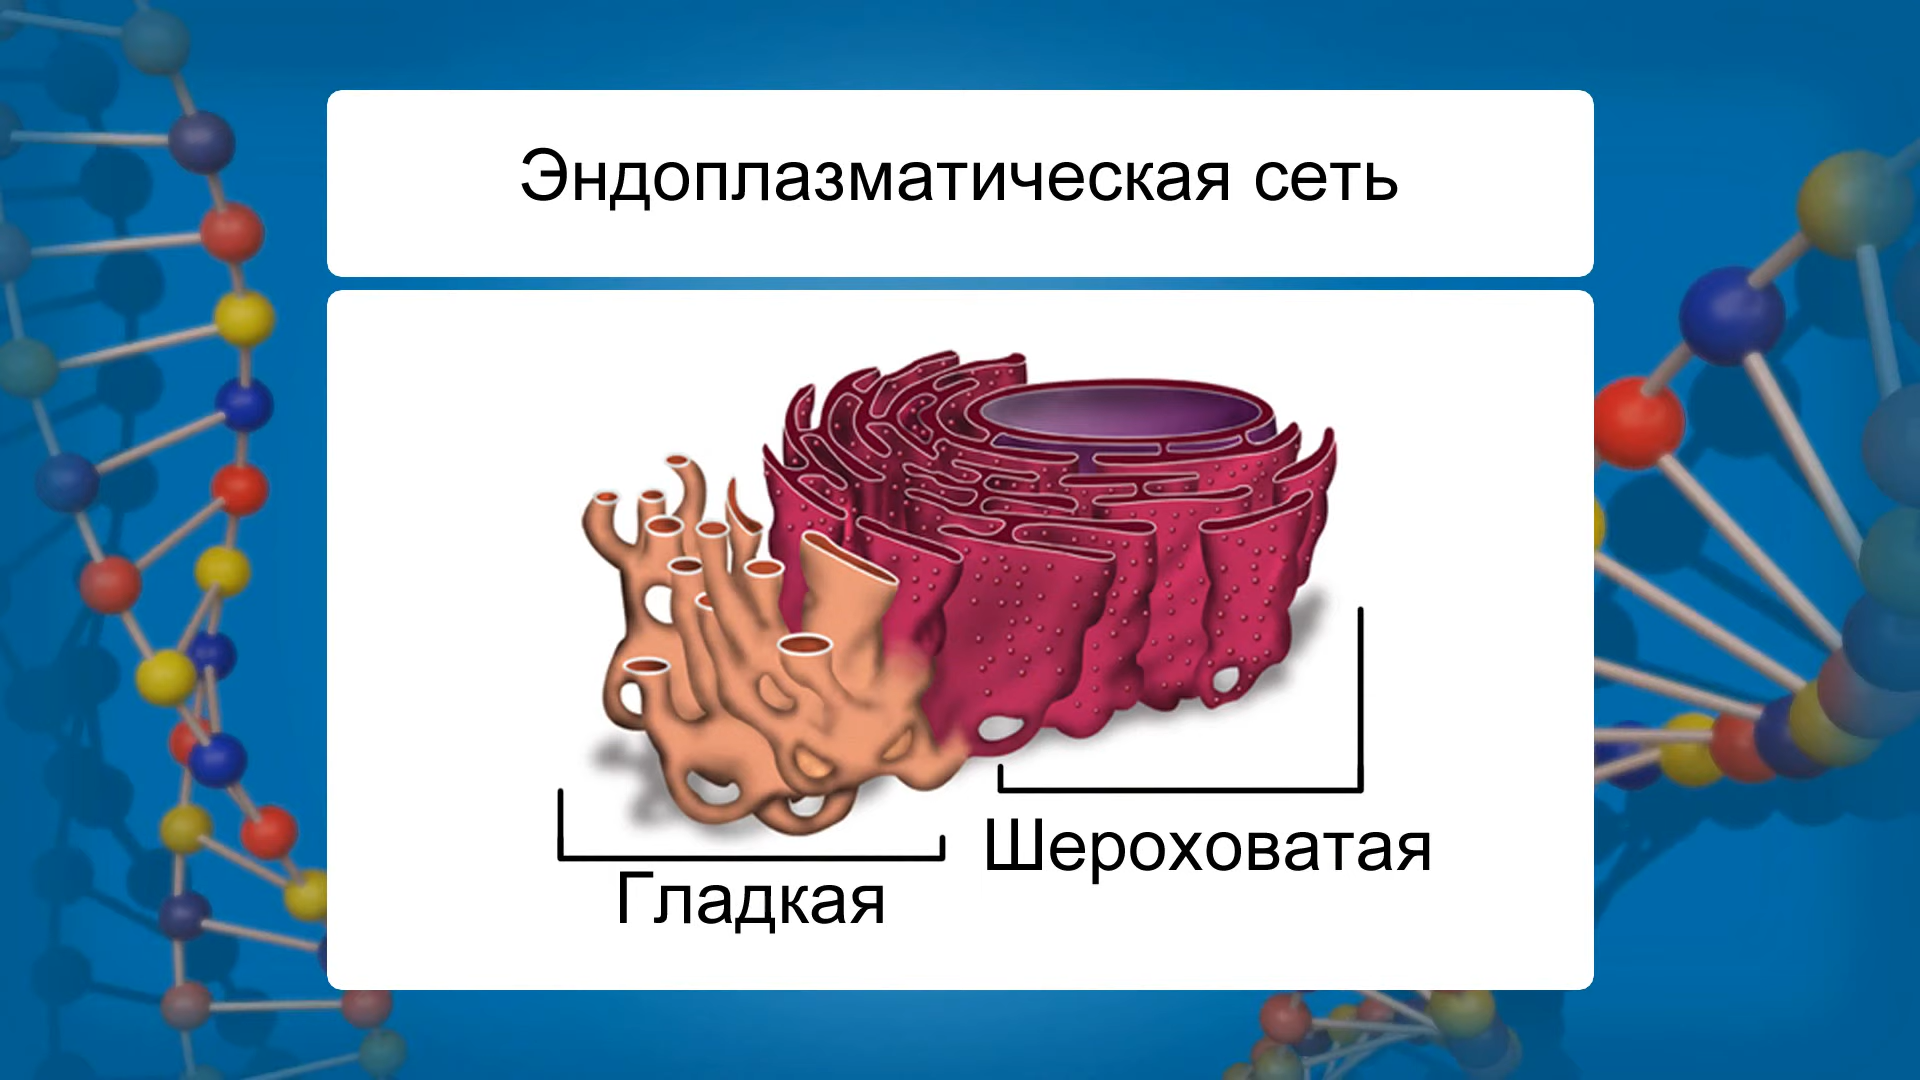 Эндоплазматическая сеть
Шероховатая
Гладкая